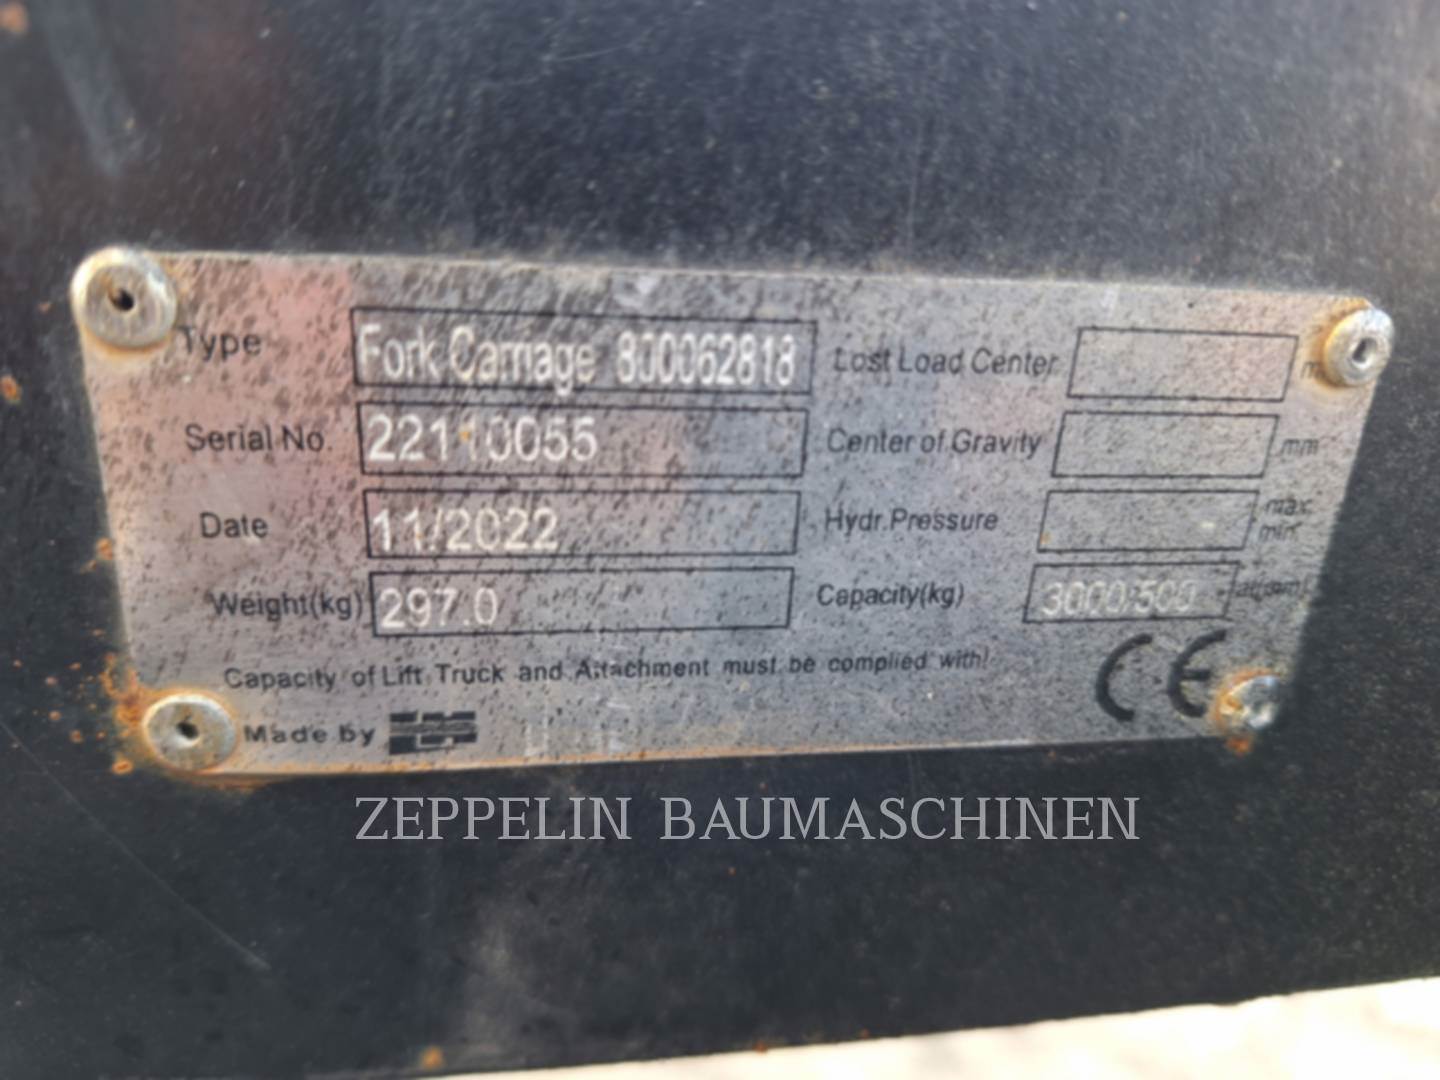 Type Fork Carriage 800062818 Lost Load Center
Serial No. 22110055 Center of Gravity mm
Date 11/2022 Hydr. Pressure max min
Weight(kg) 297.0 Capacity(kg) 3000/500
Capacity of Lift Truck and Attachment must be complied with!
Made by CE
ZEPPELIN BAUMASCHINEN